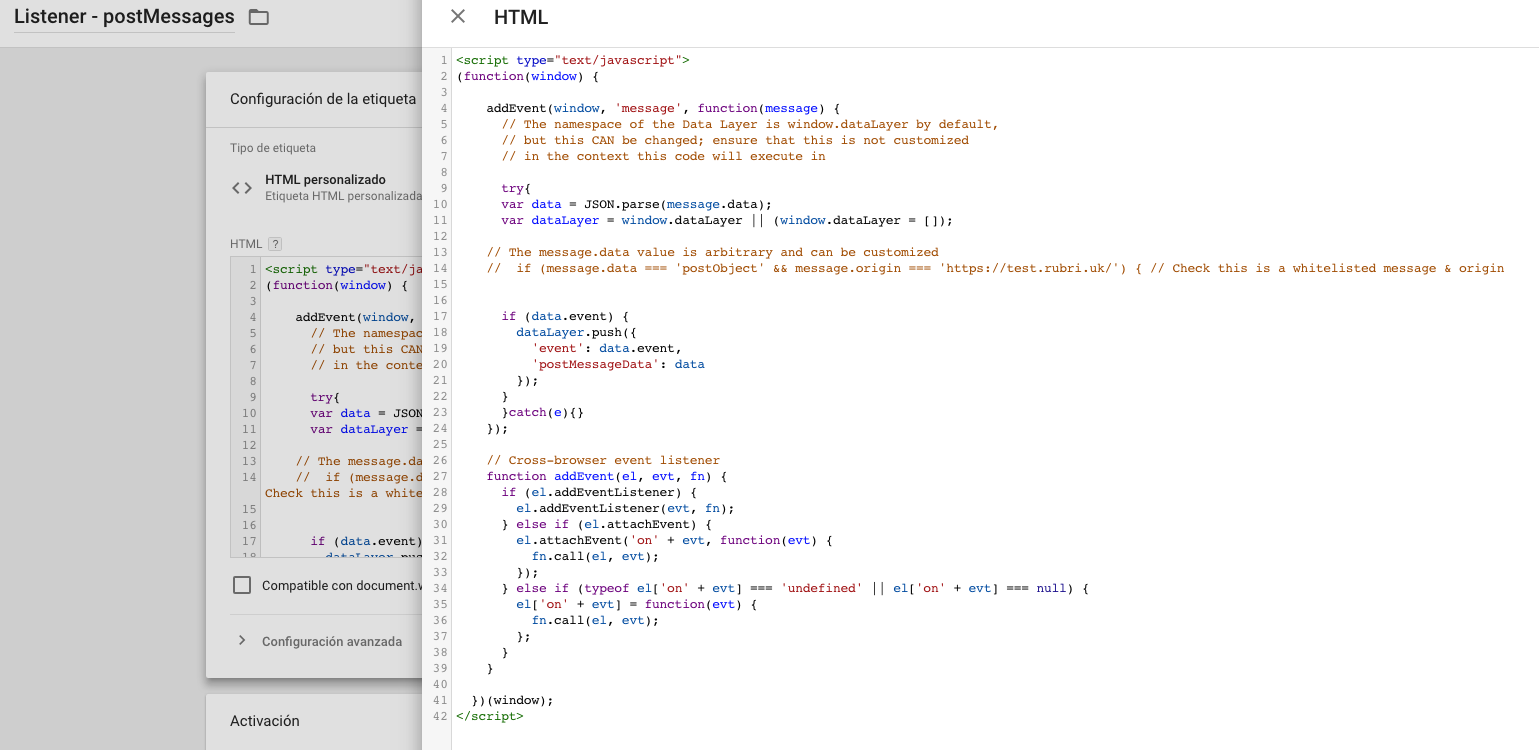 Listener - postMessages
Configuración de la etiqueta
Tipo de etiqueta
HTML personalizado
Etiqueta HTML personalizada
HTML ?
1 <script type="text/ja
2 (function(window) {
3
4 addEvent(window,
5 // The namespac
6 // but this CAN
7 // in the conte
8
9 try{
10 var data = JSON
11 var dataLayer =
12
13 // The message.da
14 // if (message.d
Check this is a white
15
16
17 if (data.event)
18 dataLayer.pus
Compatible con document.w
Configuración avanzada
Activación
HTML
1 <script type="text/javascript">
2 (function(window) {
3
4 addEvent(window, 'message', function(message) {
5 // The namespace of the Data Layer is window.dataLayer by default,
6 // but this CAN be changed; ensure that this is not customized
7 // in the context this code will execute in
8
9 try{
10 var data = JSON.parse(message.data);
11 var dataLayer = window.dataLayer || (window.dataLayer = []);
12
13 // The message.data value is arbitrary and can be customized
14 // if (message.data === 'postObject' && message.origin === 'https://test.rubri.uk/') { // Check this is a whitelisted message & origin
15
16
17 if (data.event) {
18 dataLayer.push({
19 'event': data.event,
20 'postMessageData': data
21 });
22 }
23 }catch(e){}
24 });
25
26 // Cross-browser event listener
27 function addEvent(el, evt, fn) {
28 if (el.addEventListener) {
29 el.addEventListener(evt, fn);
30 } else if (el.attachEvent) {
31 el.attachEvent('on' + evt, function(evt) {
32 fn.call(el, evt);
33 });
34 } else if (typeof el['on' + evt] === 'undefined' || el['on' + evt] === null) {
35 el['on' + evt] = function(evt) {
36 fn.call(el, evt);
37 };
38 }
39 }
40
41 })(window);
42 </script>